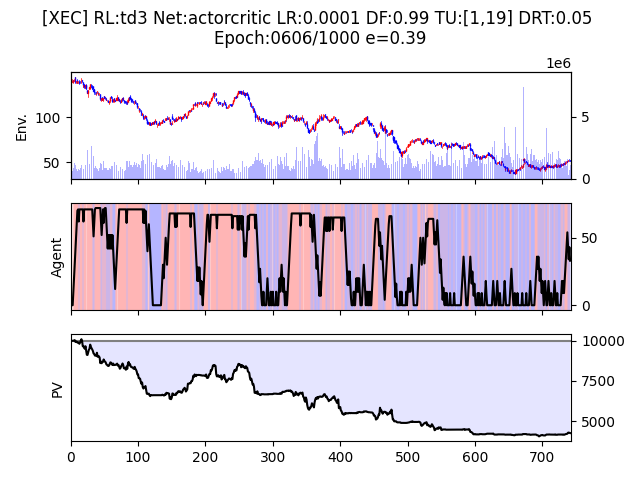 [XEC] RL:td3 Net:actorcritic LR:0.0001 DF:0.99 TU:[1,19] DRT:0.05
Epoch:0606/1000 e=0.39
1e6
Env.
100
50
5
0
Agent
50
0
PV
10000
7500
5000
0 100 200 300 400 500 600 700